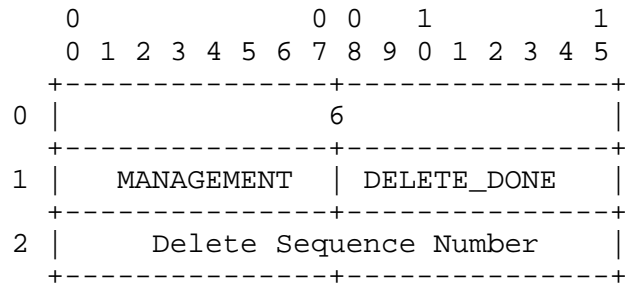 0                 0 0   1         1
     0 1 2 3 4 5 6 7 8 9 0 1 2 3 4 5
    +---------------+---------------+
0   |               6               |
    +---------------+---------------+
1   |   MANAGEMENT  |  DELETE_DONE  |
    +---------------+---------------+
2   |     Delete Sequence Number    |
    +---------------+---------------+